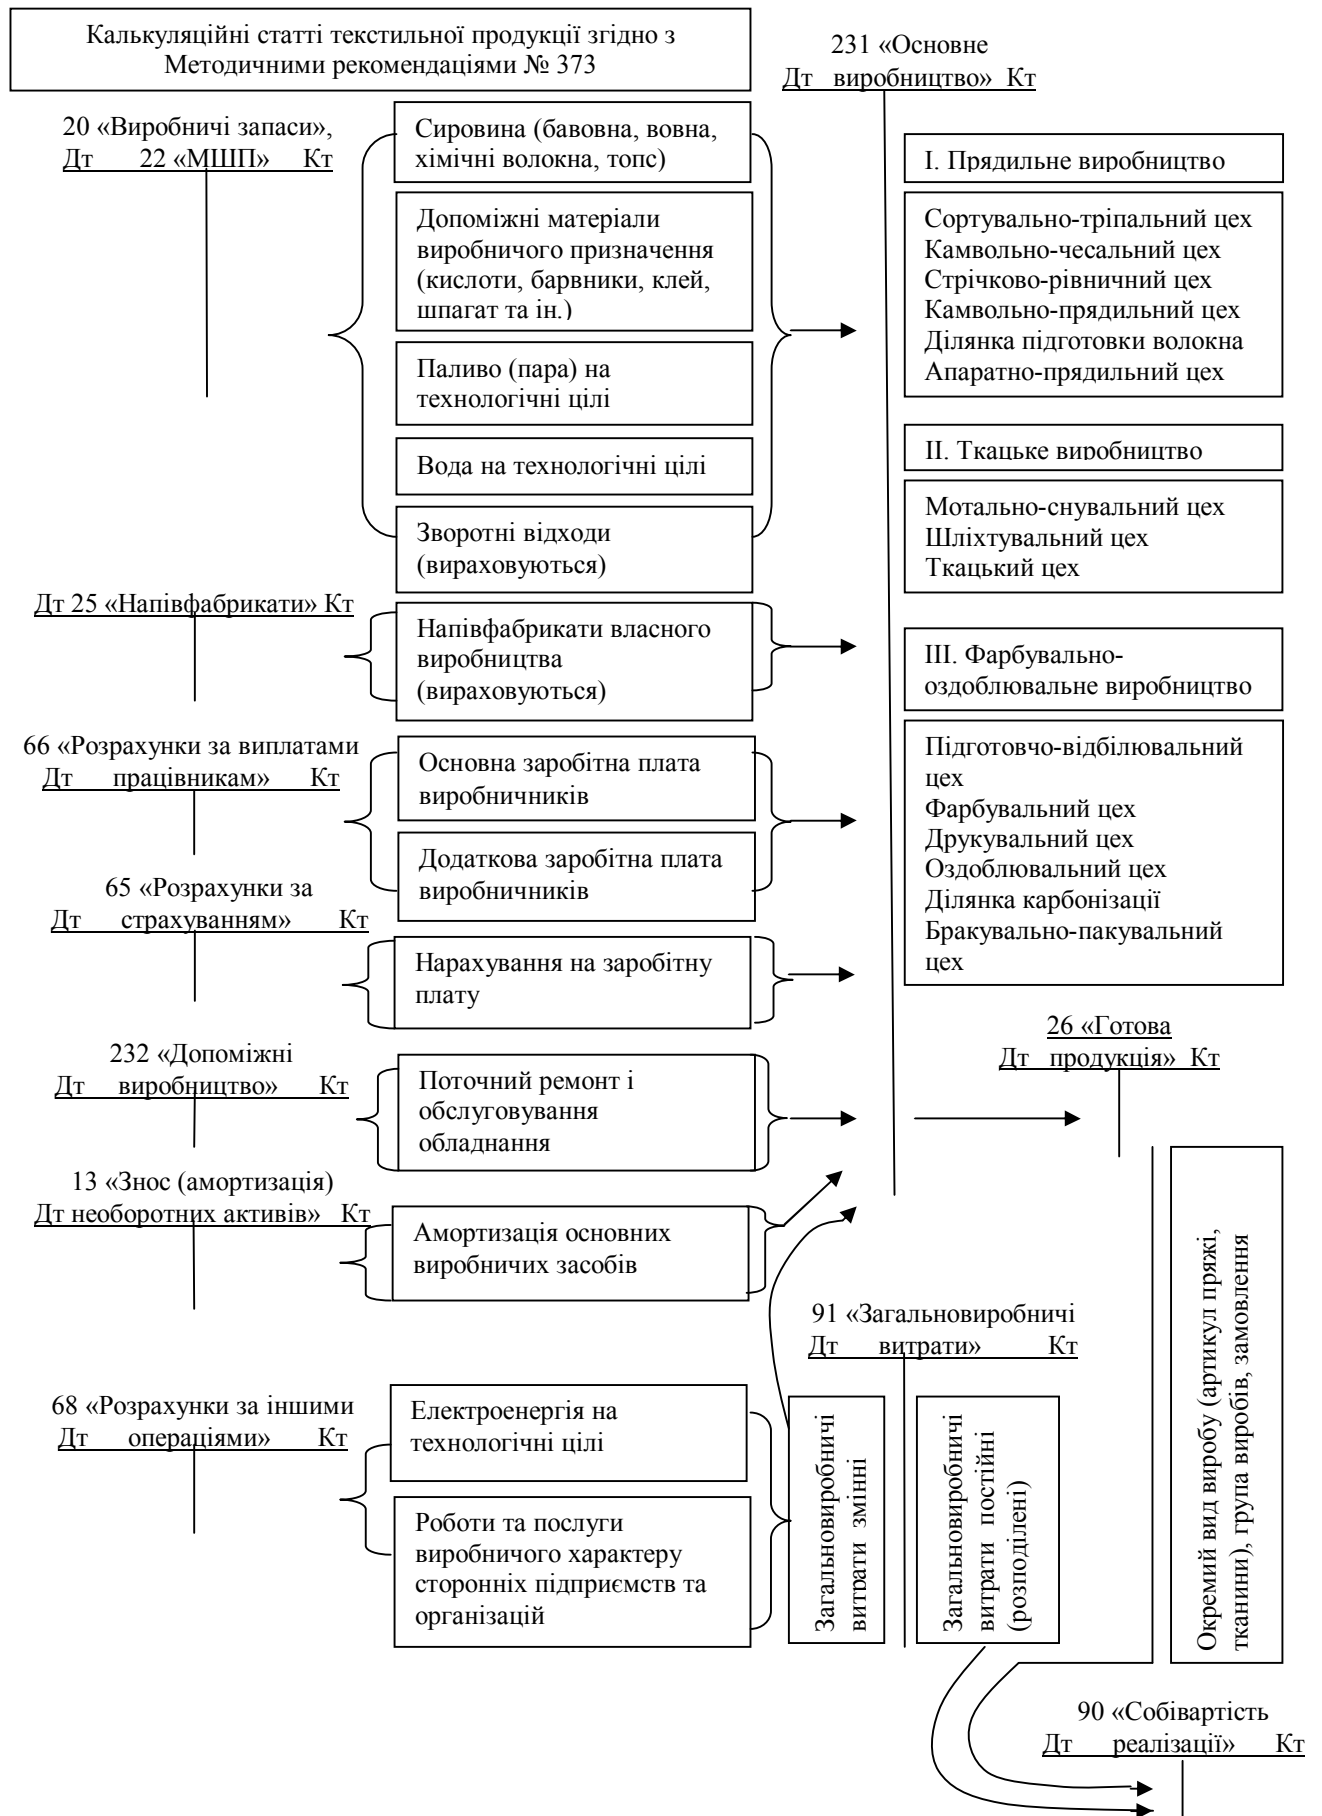 Калькуляційні статті текстильної продукції згідно з
Методичними рекомендаціями № 373
231 «Основне
Дт виробництво» Кт
20 «Виробничі запаси»,
Дт 22 «МШП» Кт
Сировина (бавовна, вовна,
хімічні волокна, топс)
Допоміжні матеріали
виробничого призначення
(кислоти, барвники, клей,
шпагат та ін.)
Паливо (пара) на
технологічні цілі
Вода на технологічні цілі
Зворотні відходи
(вираховуються)
І. Прядильне виробництво
Сортувально-тріпальний цех
Камвольно-чесальний цех
Стрічково-рівничний цех
Камвольно-прядильний цех
Ділянка підготовки волокна
Апаратно-прядильний цех
ІІ. Ткацьке виробництво
Мотально-снувальний цех
Шліхтувальний цех
Ткацький цех
Дт 25 «Напівфабрикати» Кт
Напівфабрикати власного
виробництва
(вираховуються)
ІІІ. Фарбувально-
оздоблювальне виробництво
66 «Розрахунки за виплатами
Дт працівникам» Кт
Основна заробітна плата
виробничників
Додаткова заробітна плата
виробничників
Підготовчо-відбілювальний
цех
Фарбувальний цех
Друкувальний цех
Оздоблювальний цех
Ділянка карбонізації
Бракувально-пакувальний
цех
65 «Розрахунки за
Дт страхуванням» Кт
Нарахування на заробітну
плату
232 «Допоміжні
Дт виробництво» Кт
Поточний ремонт і
обслуговування
обладнання
26 «Готова
Дт продукція» Кт
13 «Знос (амортизація)
Дт необоротних активів» Кт
Амортизація основних
виробничих засобів
91 «Загальновиробничі
Дт витрати» Кт
68 «Розрахунки за іншими
Дт операціями» Кт
Електроенергія на
технологічні цілі
Роботи та послуги
виробничого характеру
сторонніх підприємств та
організацій
Загальновиробничі
витрати змінні
Загальновиробничі
витрати постійні
(розподілені)
Окремий вид виробу (артикул пряжі,
тканини), група виробів, замовлення
90 «Собівартість
Дт реалізації» Кт